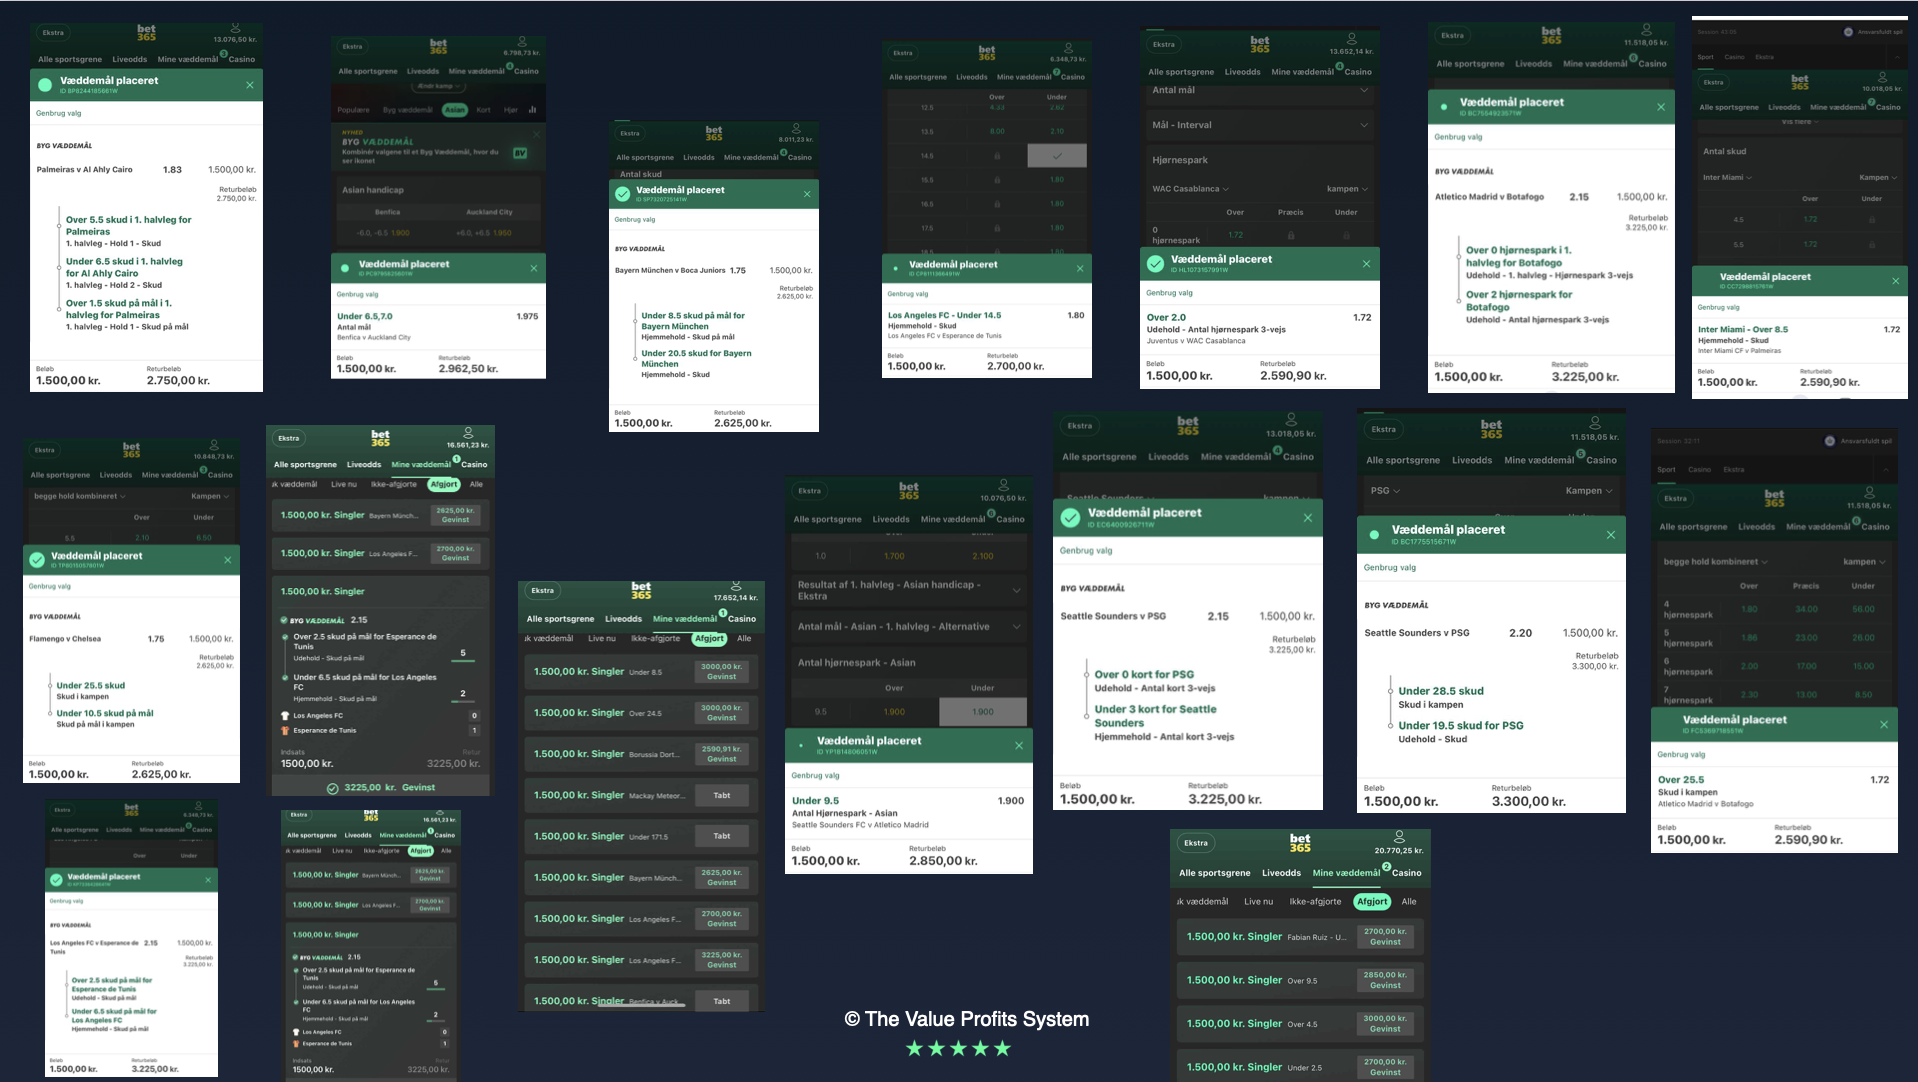 Ekstra
bet365
13.076,50 kr.
Alle sportsgrene Liveodds Mine væddemål 3 Casino
Væddemål placeret
ID BP8244185681W
Genbrug valg
BYG VÆDDEMÅL
Palmeiras v Al Ahly Cairo 1.83 1.500,00 kr.
Returbeløb
2.750,00 kr.
Over 5.5 skud i 1. halvleg for
Palmeiras
1. halvleg - Hold 1 - Skud
Under 6.5 skud i 1. halvleg
for Al Ahly Cairo
1. halvleg - Hold 2 - Skud
Over 1.5 skud på mål i 1.
halvleg for Palmeiras
1. halvleg - Hold 1 - Skud på mål
Beløb Returbeløb
1.500,00 kr. 2.750,00 kr.
Ekstra
bet365
9.798,73 kr.
Alle sportsgrene Liveodds Mine væddemål 4 Casino
Ændr kamp
Populære Byg væddemål Asian Kort Hjør
NYHED
BYG VÆDDEMÅL
Kombinér valgene til et Byg Væddemål, hvor du
ser ikonet
BV
Asian handicap
Benfica Auckland City
-6.0, -6.5 1.900 +6.0, +6.5 1.950
Væddemål placeret
Genbrug valg
Under 6.5,7.0 1.975
Antal mål
Benfica v Auckland City
Beløb Returbeløb
1.500,00 kr. 2.962,50 kr.
Ekstra
bet365
8.011,23 kr.
Alle sportsgrene Liveodds Mine væddemål 4 Casino
Antal skud
Væddemål placeret
ID SP7320725141W
Genbrug valg
BYG VÆDDEMÅL
Bayern München v Boca Juniors 1.75 1.500,00 kr.
Returbeløb
2.625,00 kr.
Under 8.5 skud på mål for
Bayern München
Hjemmehold - Skud på mål
Under 20.5 skud for Bayern
München
Hjemmehold - Skud
Beløb Returbeløb
1.500,00 kr. 2.625,00 kr.
Ekstra
bet365
6.348,73 kr.
Alle sportsgrene Liveodds Mine væddemål 7 Casino
Over Under
12.5 4.33 2.62
13.5 8.00 2.10
14.5
15.5 1.80
16.5 1.80
17.5 1.80
Væddemål placeret
Genbrug valg
Los Angeles FC - Under 14.5 1.80
Hjemmehold - Skud
Los Angeles FC v Esperance de Tunis
Beløb Returbeløb
1.500,00 kr. 2.700,00 kr.
Ekstra
bet365
13.652,14 kr.
Alle sportsgrene Liveodds Mine væddemål 4 Casino
Antal mål
Mål - Interval
Hjørnespark
WAC Casablanca kampen
Over Præcis Under
0
hjørnespark 1.72
Væddemål placeret
ID HL1073157991W
Genbrug valg
Over 2.0 1.72
Udehold - Antal hjørnespark 3-vejs
Juventus v WAC Casablanca
Beløb Returbeløb
1.500,00 kr. 2.590,90 kr.
Ekstra
bet365
11.518,05 kr.
Alle sportsgrene Liveodds Mine væddemål 6 Casino
Væddemål placeret
ID BC7554923571W
Genbrug valg
BYG VÆDDEMÅL
Atletico Madrid v Botafogo 2.15 1.500,00 kr.
Returbeløb
3.225,00 kr.
Over 0 hjørnespark i 1.
halvleg for Botafogo
Udehold - 1. halvleg - Hjørnespark 3-vejs
Over 2 hjørnespark for
Botafogo
Udehold - Antal hjørnespark 3-vejs
Beløb Returbeløb
1.500,00 kr. 3.225,00 kr.
Session 43:05 Ansvarsfuldt spil
Sport Casino Ekstra
Ekstra
bet365
10.018,05 kr.
Alle sportsgrene Liveodds Mine væddemål 7 Casino
Vis flere
Antal skud
Inter Miami Kampen
Over Under
4.5 1.72
5.5 1.72
Væddemål placeret
ID CC7298815781W
Genbrug valg
Inter Miami - Over 8.5 1.72
Hjemmehold - Skud
Inter Miami CF v Palmeiras
Beløb Returbeløb
1.500,00 kr. 2.590,90 kr.
Ekstra
bet365
10.848,73 kr.
Alle sportsgrene Liveodds Mine væddemål 3 Casino
begge hold kombineret Kampen
Over Under
6.5 2.10 6.50
Væddemål placeret
ID TP8015057801W
Genbrug valg
BYG VÆDDEMÅL
Flamengo v Chelsea 1.75 1.500,00 kr.
Returbeløb
2.625,00 kr.
Under 25.5 skud
Skud i kampen
Under 10.5 skud på mål
Skud på mål i kampen
Beløb Returbeløb
1.500,00 kr. 2.625,00 kr.
Ekstra
bet365
16.561,23 kr.
Alle sportsgrene Liveodds Mine væddemål 1 Casino
ık væddemål Live nu Ikke-afgjorte Afgjort Alle
1.500,00 kr. Singler Bayern Münch... 2625,00 kr.
Gevinst
1.500,00 kr. Singler Los Angeles F... 2700,00 kr.
Gevinst
1.500,00 kr. Singler
BYG VÆDDEMÅL 2.15
Over 2.5 skud på mål for Esperance de
Tunis 5
Udehold - Skud på mål
Under 6.5 skud på mål for Los Angeles
FC 2
Hjemmehold - Skud på mål
Los Angeles FC 0
Esperance de Tunis 1
Indsats Retur
1500,00 kr. 3225,00 kr.
3225,00 kr. Gevinst
Ekstra
bet365
17.652,14 kr.
Alle sportsgrene Liveodds Mine væddemål 1 Casino
ık væddemål Live nu Ikke-afgjorte Afgjort Alle
1.500,00 kr. Singler Under 8.5 3000,00 kr.
Gevinst
1.500,00 kr. Singler Over 24.5 3000,00 kr.
Gevinst
1.500,00 kr. Singler Borussia Dort... 2590,91 kr.
Gevinst
1.500,00 kr. Singler Mackay Meteor... Tabt
1.500,00 kr. Singler Under 171.5 Tabt
1.500,00 kr. Singler Bayern Münch... 2625,00 kr.
Gevinst
1.500,00 kr. Singler Los Angeles F... 2700,00 kr.
Gevinst
1.500,00 kr. Singler Los Angeles F... 3225,00 kr.
Gevinst
1.500,00 kr. Singler Benfica v Auck... Tabt
Ekstra
bet365
10.076,50 kr.
Alle sportsgrene Liveodds Mine væddemål 6 Casino
Over Under
1.0 1.700 2.100
Resultat af 1. halvleg - Asian handicap -
Ekstra
Antal mål - Asian - 1. halvleg - Alternative
Antal hjørnespark - Asian
Over Under
9.5 1.900 1.900
Væddemål placeret
ID YP1814806051W
Genbrug valg
Under 9.5 1.900
Antal Hjørnespark - Asian
Seattle Sounders FC v Atletico Madrid
Beløb Returbeløb
1.500,00 kr. 2.850,00 kr.
Ekstra
bet365
13.018,05 kr.
Alle sportsgrene Liveodds Mine væddemål 4 Casino
Seattle Sounders kampen
Væddemål placeret
ID EC6400926711W
Genbrug valg
BYG VÆDDEMÅL
Seattle Sounders v PSG 2.15 1.500,00 kr.
Returbeløb
3.225,00 kr.
Over 0 kort for PSG
Udehold - Antal kort 3-vejs
Under 3 kort for Seattle
Sounders
Hjemmehold - Antal kort 3-vejs
Beløb Returbeløb
1.500,00 kr. 3.225,00 kr.
Ekstra
bet365
11.518,05 kr.
Alle sportsgrene Liveodds Mine væddemål 5 Casino
PSG Kampen
Væddemål placeret
ID BC1775515671W
Genbrug valg
BYG VÆDDEMÅL
Seattle Sounders v PSG 2.20 1.500,00 kr.
Returbeløb
3.300,00 kr.
Under 28.5 skud
Skud i kampen
Under 19.5 skud for PSG
Udehold - Skud
Beløb Returbeløb
1.500,00 kr. 3.300,00 kr.
Session 32:11 Ansvarsfuldt spil
Sport Casino Ekstra
Ekstra
bet365
11.518,05 kr.
Alle sportsgrene Liveodds Mine væddemål 6 Casino
begge hold kombineret kampen
Over Præcis Under
4
hjørnespark 1.80 34.00 56.00
5
hjørnespark 1.86 23.00 28.00
6
hjørnespark 2.00 17.00 15.00
7
hjørnespark 2.30 13.00 8.50
Væddemål placeret
ID FC5369718551W
Genbrug valg
Over 25.5 1.72
Skud i kampen
Atletico Madrid v Botafogo
Beløb Returbeløb
1.500,00 kr. 2.590,90 kr.
Ekstra
bet365
6.348,73 kr.
Alle sportsgrene Liveodds Mine væddemål Casino
Over Under
Væddemål placeret
Genbrug valg
BYG VÆDDEMÅL
Los Angeles FC v Esperance de
Tunis 2.15 1.500,00 kr.
Returbeløb
3.225,00 kr.
Over 2.5 skud på mål for
Esperance de Tunis
Udehold - Skud på mål
Under 6.5 skud på mål for
Los Angeles FC
Hjemmehold - Skud på mål
Beløb Returbeløb
1.500,00 kr. 3.225,00 kr.
Ekstra
bet365
16.561,23 kr.
Alle sportsgrene Liveodds Mine væddemål 1 Casino
ık væddemål Live nu Ikke-afgjorte Afgjort Alle
1.500,00 kr. Singler Bayern Münch... 2625,00 kr.
Gevinst
1.500,00 kr. Singler Los Angeles F... 2700,00 kr.
Gevinst
1.500,00 kr. Singler
BYG VÆDDEMÅL 2.15
Over 2.5 skud på mål for Esperance de
Tunis 5
Udehold - Skud på mål
Under 6.5 skud på mål for Los Angeles
FC 2
Hjemmehold - Skud på mål
Los Angeles FC 0
Esperance de Tunis 1
Indsats Retur
1500,00 kr. 3225,00 kr.
© The Value Profits System
Ekstra
bet365
20.770,25 kr.
Alle sportsgrene Liveodds Mine væddemål 2 Casino
ık væddemål Live nu Ikke-afgjorte Afgjort Alle
1.500,00 kr. Singler Fabian Ruiz - U... 2700,00 kr.
Gevinst
1.500,00 kr. Singler Over 9.5 2850,00 kr.
Gevinst
1.500,00 kr. Singler Over 4.5 3000,00 kr.
Gevinst
1.500,00 kr. Singler Under 2.5 2700,00 kr.
Gevinst